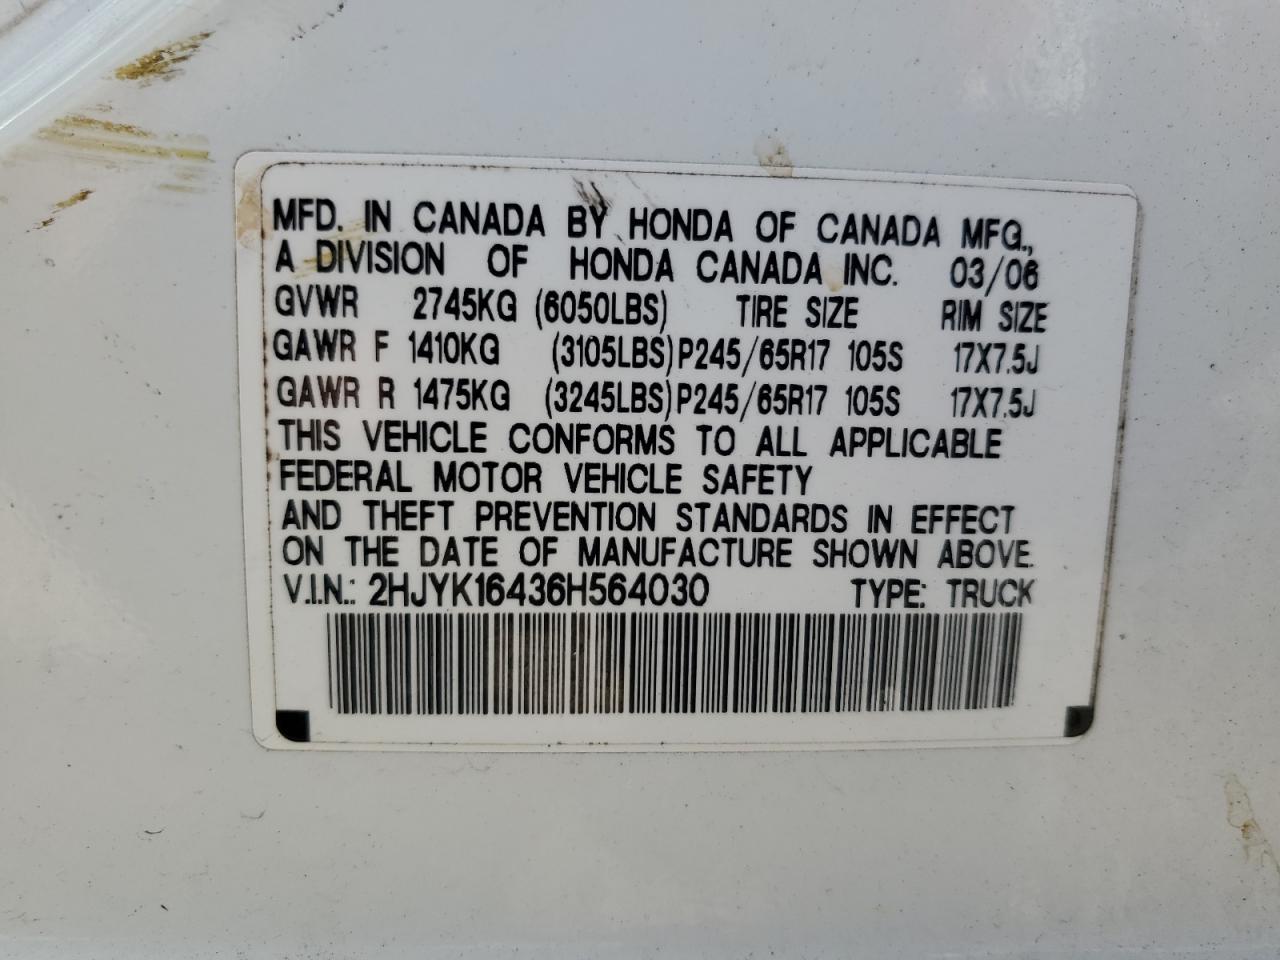 MFD. IN CANADA BY HONDA OF CANADA MFG.,
A DIVISION OF HONDA CANADA INC. 03/06
GVWR 2745KG (6050LBS) TIRE SIZE RIM SIZE
GAWR F 1410KG (3105LBS) P245/65R17 105S 17X7.5J
GAWR R 1475KG (3245LBS) P245/65R17 105S 17X7.5J
THIS VEHICLE CONFORMS TO ALL APPLICABLE
FEDERAL MOTOR VEHICLE SAFETY
AND THEFT PREVENTION STANDARDS IN EFFECT
ON THE DATE OF MANUFACTURE SHOWN ABOVE.
V.I.N.: 2HJYK16436H564030 TYPE: TRUCK